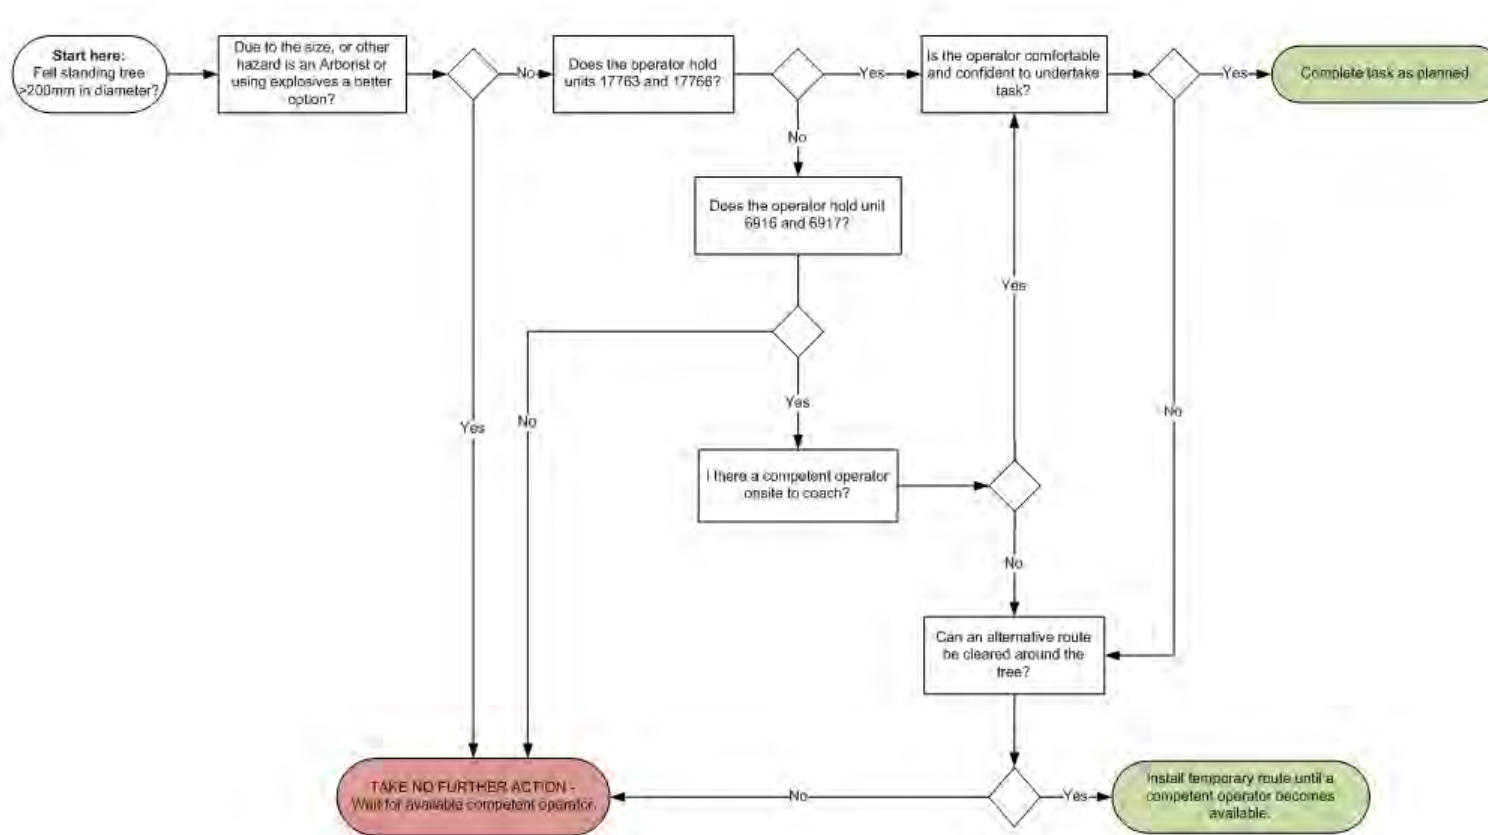 Start here:
Fell standing tree
>200mm in diameter?
Due to the size, or other
hazard is an Arborist or
using explosives a better
option?
No
Does the operator hold
units 17763 and 17766?
Yes
Is the operator comfortable
and confident to undertake
task?
Yes
Complete task as planned
No
Does the operator hold unit
6916 and 6917?
Yes
No
Yes
No
Yes
I there a competent operator
onsite to coach?
No
Can an alternative route
be cleared around the
tree?
TAKE NO FURTHER ACTION -
Wait for available competent operator.
No
Yes
Install temporary route until a
competent operator becomes
available.